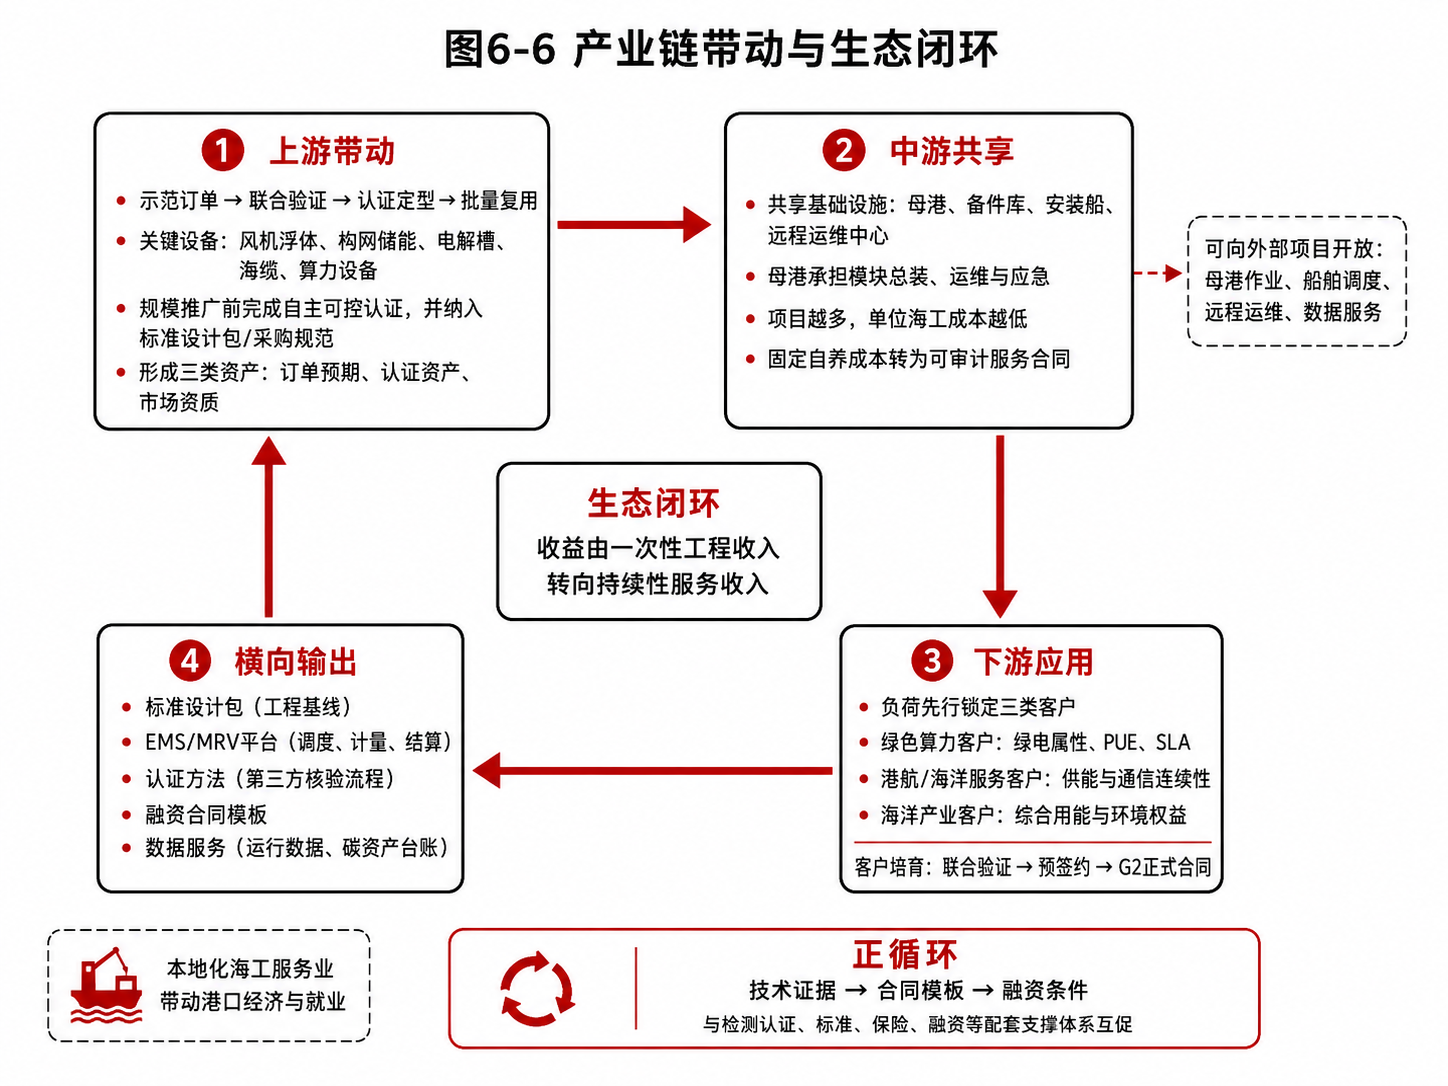 图6-6 产业链带动与生态闭环
1 上游带动
• 示范订单 → 联合验证 → 认证定型 → 批量复用
• 关键设备：风机浮体、构网储能、电解槽、
海缆、算力设备
• 规模推广前完成自主可控认证，并纳入
标准设计包/采购规范
• 形成三类资产：订单预期、认证资产、
市场资质
2 中游共享
• 共享基础设施：母港、备件库、安装船、
远程运维中心
• 母港承担模块总装、运维与应急
• 项目越多，单位海工成本越低
• 固定自养成本转为可审计服务合同
可向外部项目开放：
母港作业、船舶调度、
远程运维、数据服务
生态闭环
收益由一次性工程收入
转向持续性服务收入
4 横向输出
• 标准设计包（工程基线）
• EMS/MRV平台（调度、计量、结算）
• 认证方法（第三方核验流程）
• 融资合同模板
• 数据服务（运行数据、碳资产台账）
3 下游应用
• 负荷先行锁定三类客户
• 绿色算力客户：绿电属性、PUE、SLA
• 港航/海洋服务客户：供能与通信连续性
• 海洋产业客户：综合用能与环境权益
客户培育：联合验证 → 预签约 → G2正式合同
本地化海工服务业
带动港口经济与就业
正循环
技术证据 → 合同模板 → 融资条件
与检测认证、标准、保险、融资等配套支撑体系互促